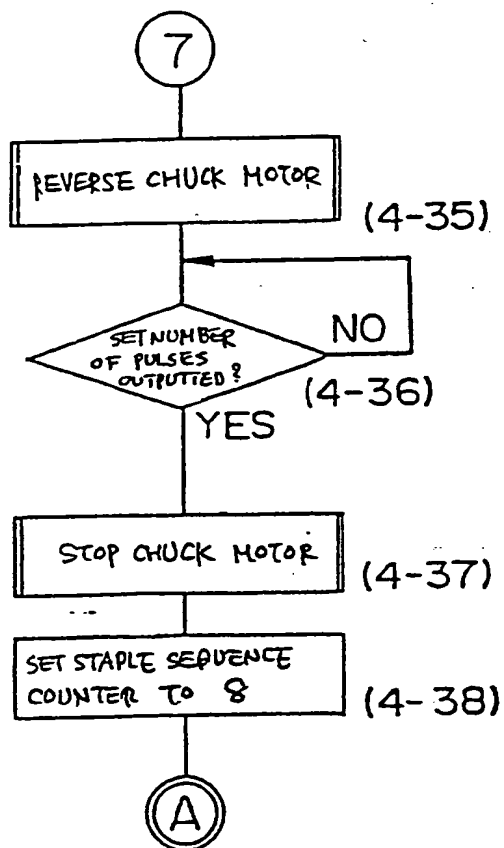 7
REVERSE CHUCK MOTOR
(4-35)
SET NUMBER
OF PULSES
OUTPUTTED?
NO
(4-36)
YES
STOP CHUCK MOTOR
(4-37)
SET STAPLE SEQUENCE
COUNTER TO 8
(4-38)
A